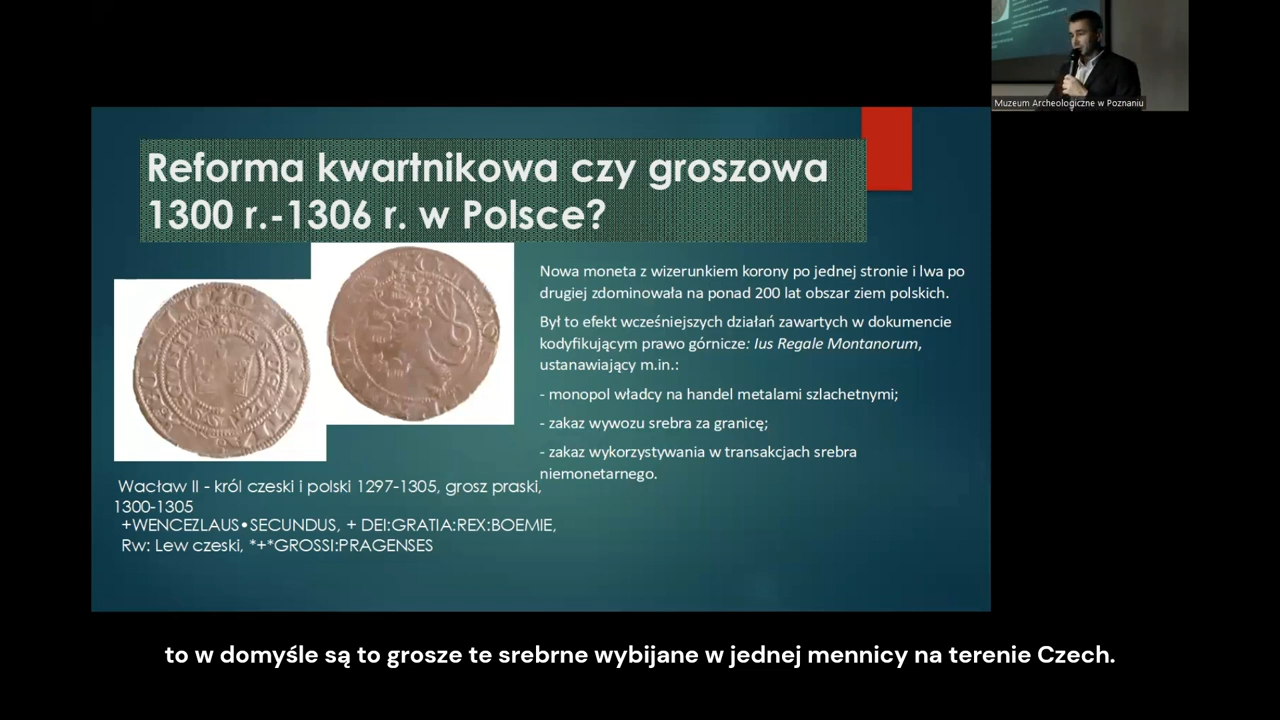 Muzeum Archeologiczne w Poznaniu
Reforma kwartnikowa czy groszowa
1300 r.-1306 r. w Polsce?
Nowa moneta z wizerunkiem korony po jednej stronie i lwa po
drugiej zdominowała na ponad 200 lat obszar ziem polskich.
Był to efekt wcześniejszych działań zawartych w dokumencie
kodyfikującym prawo górnicze: Ius Regale Montanorum,
ustanawiający m.in.:
- monopol władcy na handel metalami szlachetnymi;
- zakaz wywozu srebra za granicę;
- zakaz wykorzystywania w transakcjach srebra
niemonetarnego.
Wacław II - król czeski i polski 1297-1305, grosz praski,
1300-1305
+WENCEZLAUS•SECUNDUS, + DEI:GRATIA:REX:BOEMIE,
Rw: Lew czeski, *+*GROSSI:PRAGENSES
to w domyśle są to grosze te srebrne wybijane w jednej mennicy na terenie Czech.